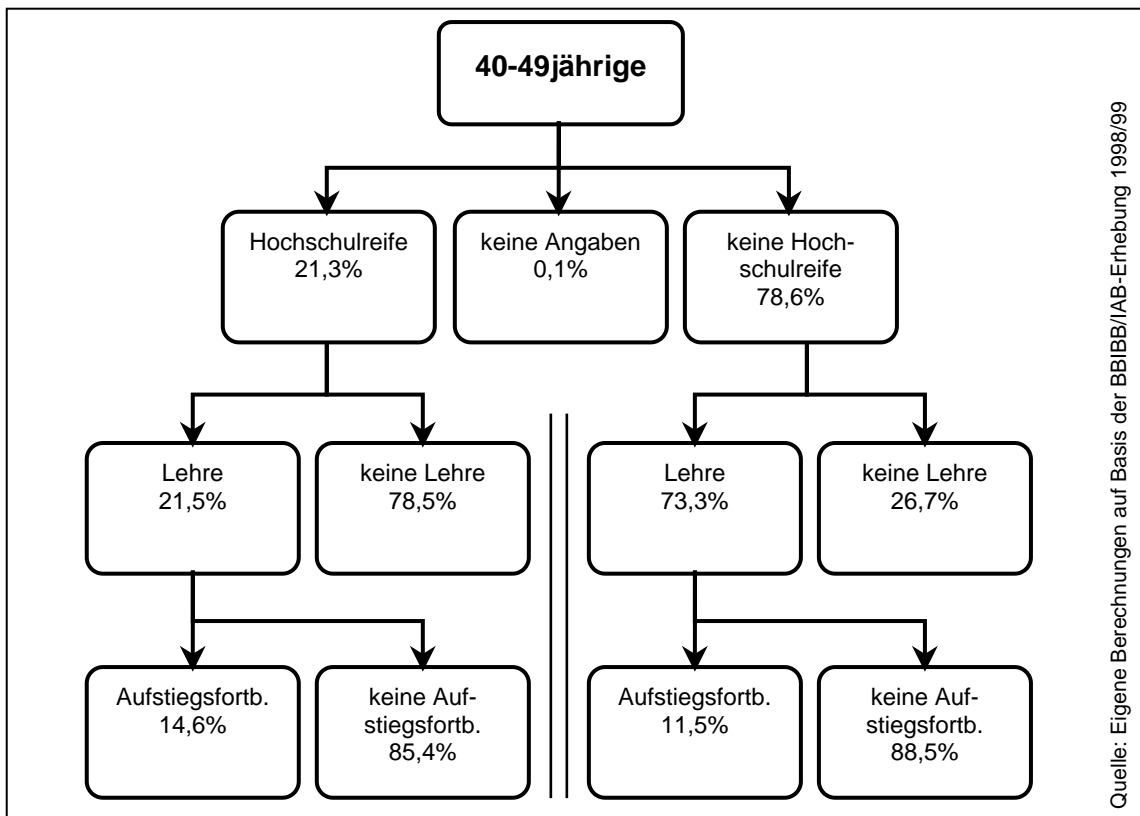 40-49jährige
Hochschulreife
21,3%
keine Angaben
0,1%
keine Hoch-
schulreife
78,6%
Lehre
21,5%
keine Lehre
78,5%
Lehre
73,3%
keine Lehre
26,7%
Aufstiegsfortb.
14,6%
keine Auf-
stiegsfortb.
85,4%
Aufstiegsfortb.
11,5%
keine Auf-
stiegsfortb.
88,5%
Quelle: Eigene Berechnungen auf Basis der BBIBB/IAB-Erhebung 1998/99